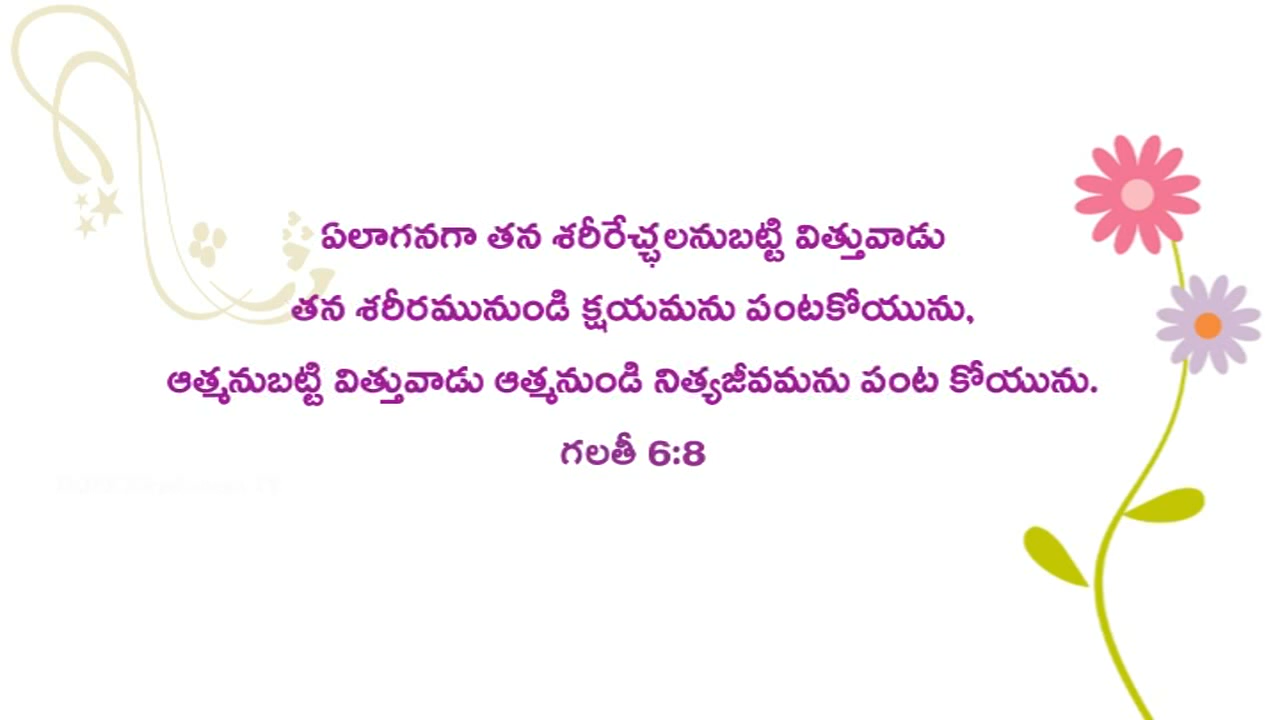 ఏలాగనగా తన శరీరేచ్ఛలనుబట్టి విత్తువాడు
తన శరీరమునుండి క్షయమను పంటకోయును,
ఆత్మనుబట్టి విత్తువాడు ఆత్మనుండి నిత్యజీవమను పంట కోయును.
గలతీ 6:8